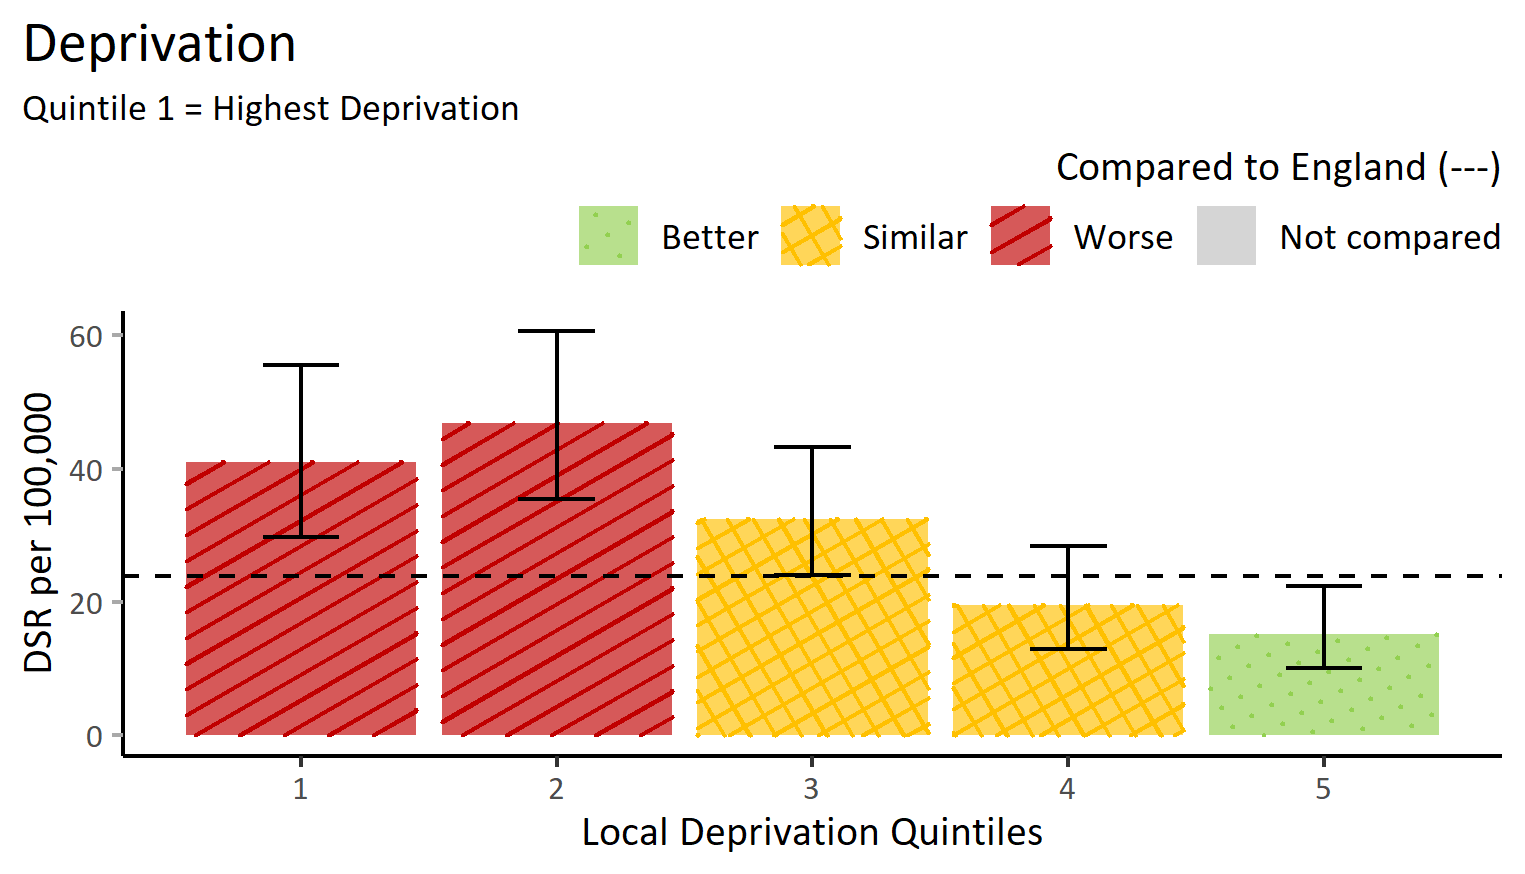 Deprivation
Quintile 1 = Highest Deprivation
Compared to England (---)
Better Similar Worse Not compared
DSR per 100,000
60
40
20
0
1 2 3 4 5
Local Deprivation Quintiles